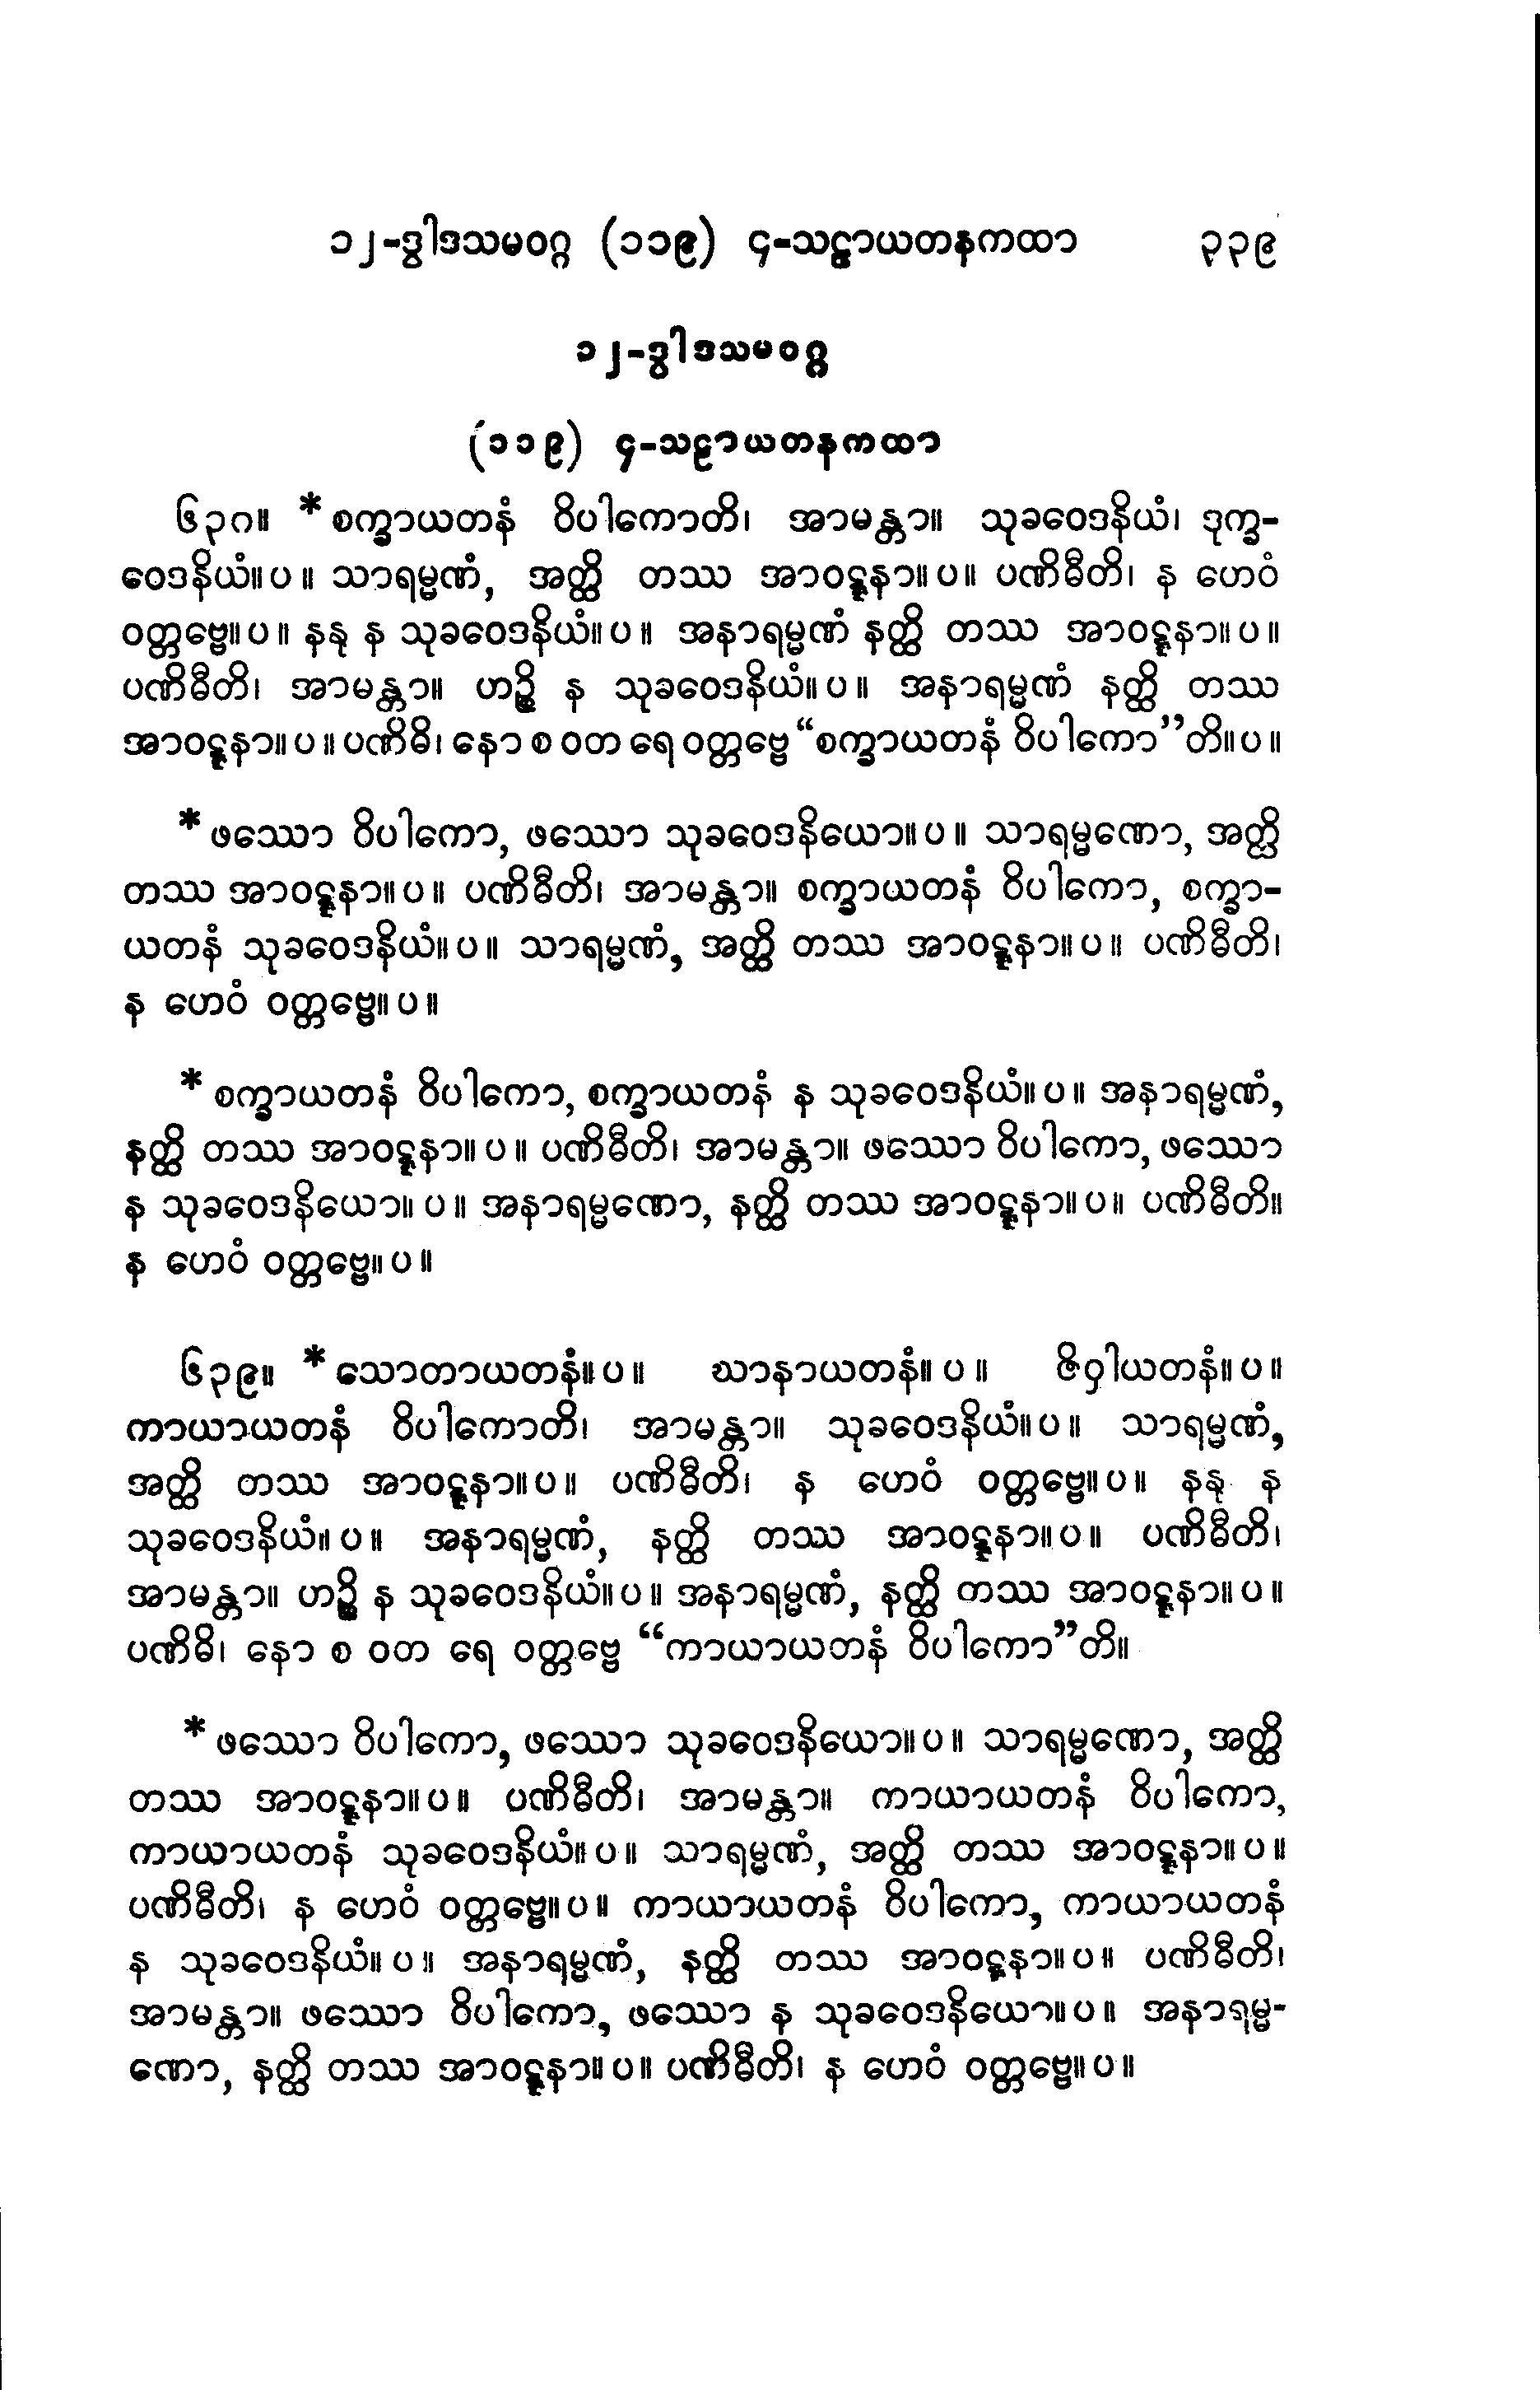 ၁၂-ဒွါဒသမဝဂ္ဂ (၁၁၉) ၄-သဠာယတနကထာ ၃၃၉
၁၂-ဒွါဒသမဝဂ္ဂ
(၁၁၉) ၄-သဠာယတနကထာ
၆၃၈။ *စက္ခာယတနံ ဝိပါကောတိ၊ အာမန္တာ။ သုခဝေဒနိယံ၊ ဒုက္ခ-
ဝေဒနိယံ။ပ။ သာရမ္မဏံ, အတ္ထိ တဿ အာဝဋ္ဋနာ။ပ။ ပဏိဓီတိ၊ န ဟေဝံ
ဝတ္တဗ္ဗေ။ပ။ နနု န သုခဝေဒနိယံ။ပ။ အနာရမ္မဏံ နတ္ထိ တဿ အာဝဋ္ဋနာ။ပ။
ပဏိဓီတိ၊ အာမန္တာ။ ဟဉ္စိ န သုခဝေဒနိယံ။ပ။ အနာရမ္မဏံ နတ္ထိ တဿ
အာဝဋ္ဋနာ။ပ။ပဏိဓိ၊ နော စ ဝတ ရေ ဝတ္တဗ္ဗေ “စက္ခာယတနံ ဝိပါကော”တိ။ပ။
*ဖဿော ဝိပါကော, ဖဿော သုခဝေဒနိယော။ပ။ သာရမ္မဏော, အတ္ထိ
တဿ အာဝဋ္ဋနာ။ပ။ ပဏိဓီတိ၊ အာမန္တာ။ စက္ခာယတနံ ဝိပါကော, စက္ခာ-
ယတနံ သုခဝေဒနိယံ။ပ။ သာရမ္မဏံ, အတ္ထိ တဿ အာဝဋ္ဋနာ။ပ။ ပဏိဓီတိ၊
န ဟေဝံ ဝတ္တဗ္ဗေ။ပ။
*စက္ခာယတနံ ဝိပါကော, စက္ခာယတနံ န သုခဝေဒနိယံ။ပ။ အနာရမ္မဏံ,
နတ္ထိ တဿ အာဝဋ္ဋနာ။ပ။ ပဏိဓီတိ၊ အာမန္တာ။ ဖဿော ဝိပါကော, ဖဿော
န သုခဝေဒနိယော။ပ။ အနာရမ္မဏော, နတ္ထိ တဿ အာဝဋ္ဋနာ။ပ။ ပဏိဓီတိ။
န ဟေဝံ ဝတ္တဗ္ဗေ။ပ။
၆၃၉။ *သောတာယတနံ။ပ။ ဃာနာယတနံ။ပ။ ဇိဝှါယတနံ။ပ။
ကာယာယတနံ ဝိပါကောတိ၊ အာမန္တာ။ သုခဝေဒနိယံ။ပ။ သာရမ္မဏံ,
အတ္ထိ တဿ အာဝဋ္ဋနာ။ပ။ ပဏိဓီတိ၊ န ဟေဝံ ဝတ္တဗ္ဗေ။ပ။ နနု န
သုခဝေဒနိယံ။ပ။ အနာရမ္မဏံ, နတ္ထိ တဿ အာဝဋ္ဋနာ။ပ။ ပဏိဓီတိ၊
အာမန္တာ။ ဟဉ္စိ န သုခဝေဒနိယံ။ပ။ အနာရမ္မဏံ, နတ္ထိ တဿ အာဝဋ္ဋနာ။ပ။
ပဏိဓိ၊ နော စ ဝတ ရေ ဝတ္တဗ္ဗေ “ကာယာယတနံ ဝိပါကော”တိ။
*ဖဿော ဝိပါကော, ဖဿော သုခဝေဒနိယော။ပ။ သာရမ္မဏော, အတ္ထိ
တဿ အာဝဋ္ဋနာ။ပ။ ပဏိဓီတိ၊ အာမန္တာ။ ကာယာယတနံ ဝိပါကော,
ကာယာယတနံ သုခဝေဒနိယံ။ပ။ သာရမ္မဏံ, အတ္ထိ တဿ အာဝဋ္ဋနာ။ပ။
ပဏိဓီတိ၊ န ဟေဝံ ဝတ္တဗ္ဗေ။ပ။ ကာယာယတနံ ဝိပါကော, ကာယာယတနံ
န သုခဝေဒနိယံ။ပ။ အနာရမ္မဏံ, နတ္ထိ တဿ အာဝဋ္ဋနာ။ပ။ ပဏိဓီတိ၊
အာမန္တာ။ ဖဿော ဝိပါကော, ဖဿော န သုခဝေဒနိယော။ပ။ အနာရမ္မ-
ဏော, နတ္ထိ တဿ အာဝဋ္ဋနာ။ပ။ ပဏိဓီတိ၊ န ဟေဝံ ဝတ္တဗ္ဗေ။ပ။